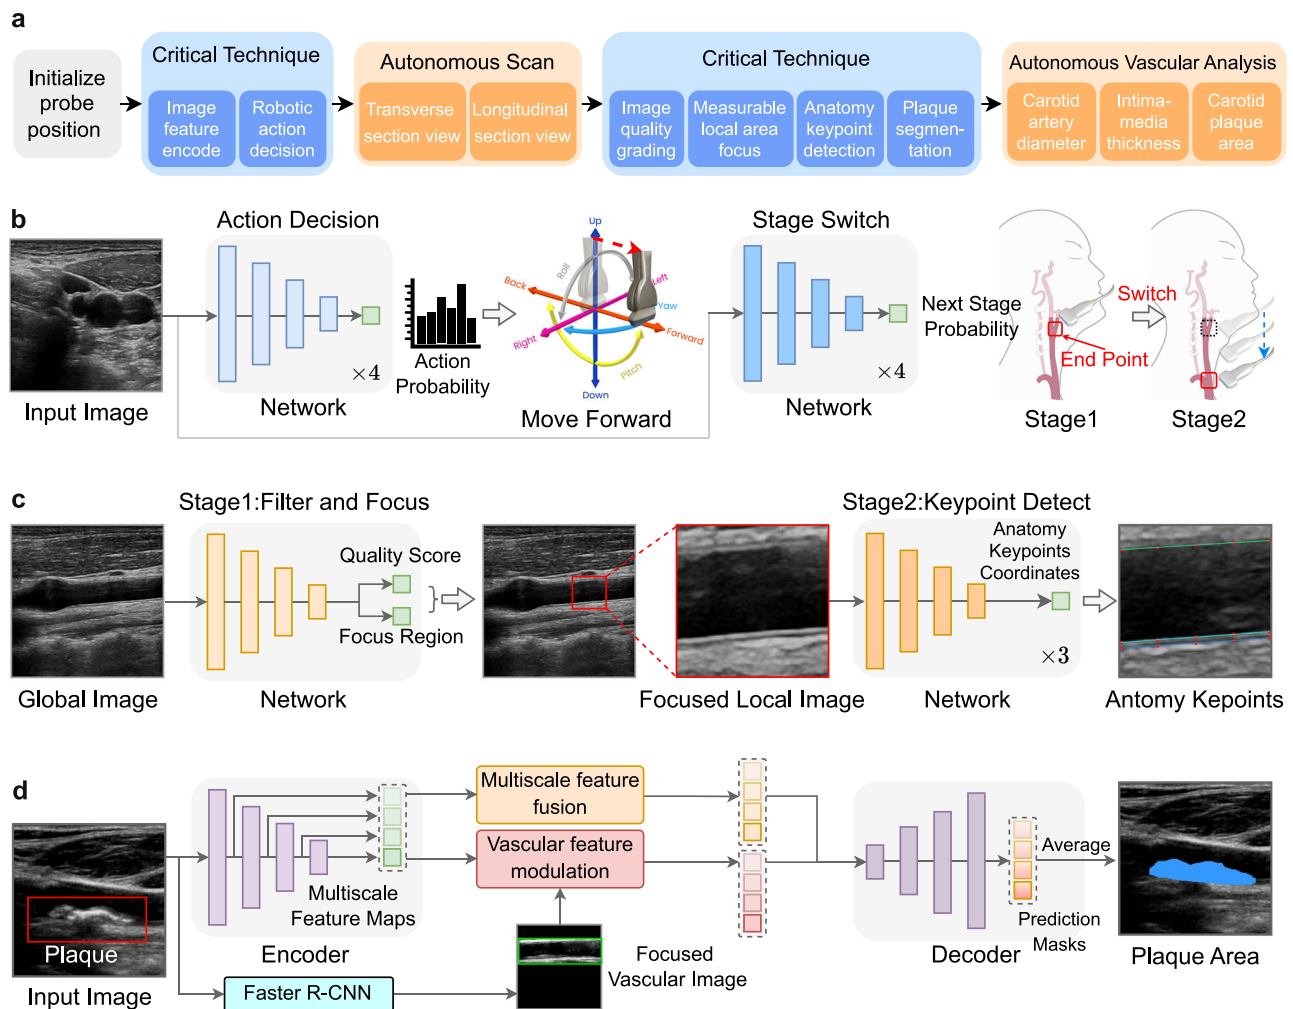 a
Initialize
probe
position
Critical Technique
Image
feature
encode
Robotic
action
decision
Autonomous Scan
Transverse
section view
Longitudinal
section view
Critical Technique
Image
quality
grading
Measurable
local area
focus
Anatomy
keypoint
detection
Plaque
segmen-
tation
Autonomous Vascular Analysis
Carotid
artery
diameter
Intima-
media
thickness
Carotid
plaque
area
b
Input Image
Action Decision
×4
Network
Action
Probability
Up
Roll
Back
Left
Yaw
Right
Forward
Pitch
Down
Move Forward
Stage Switch
×4
Network
Next Stage
Probability
End Point
Stage1
Switch
Stage2
c
Global Image
Stage1:Filter and Focus
Quality Score
Focus Region
Network
Focused Local Image
Stage2:Keypoint Detect
Anatomy
Keypoints
Coordinates
×3
Network
Antomy Kepoints
d
Plaque
Input Image
Multiscale
Feature Maps
Encoder
Faster R-CNN
Multiscale feature
fusion
Vascular feature
modulation
Focused
Vascular Image
Decoder
Average
Prediction
Masks
Plaque Area